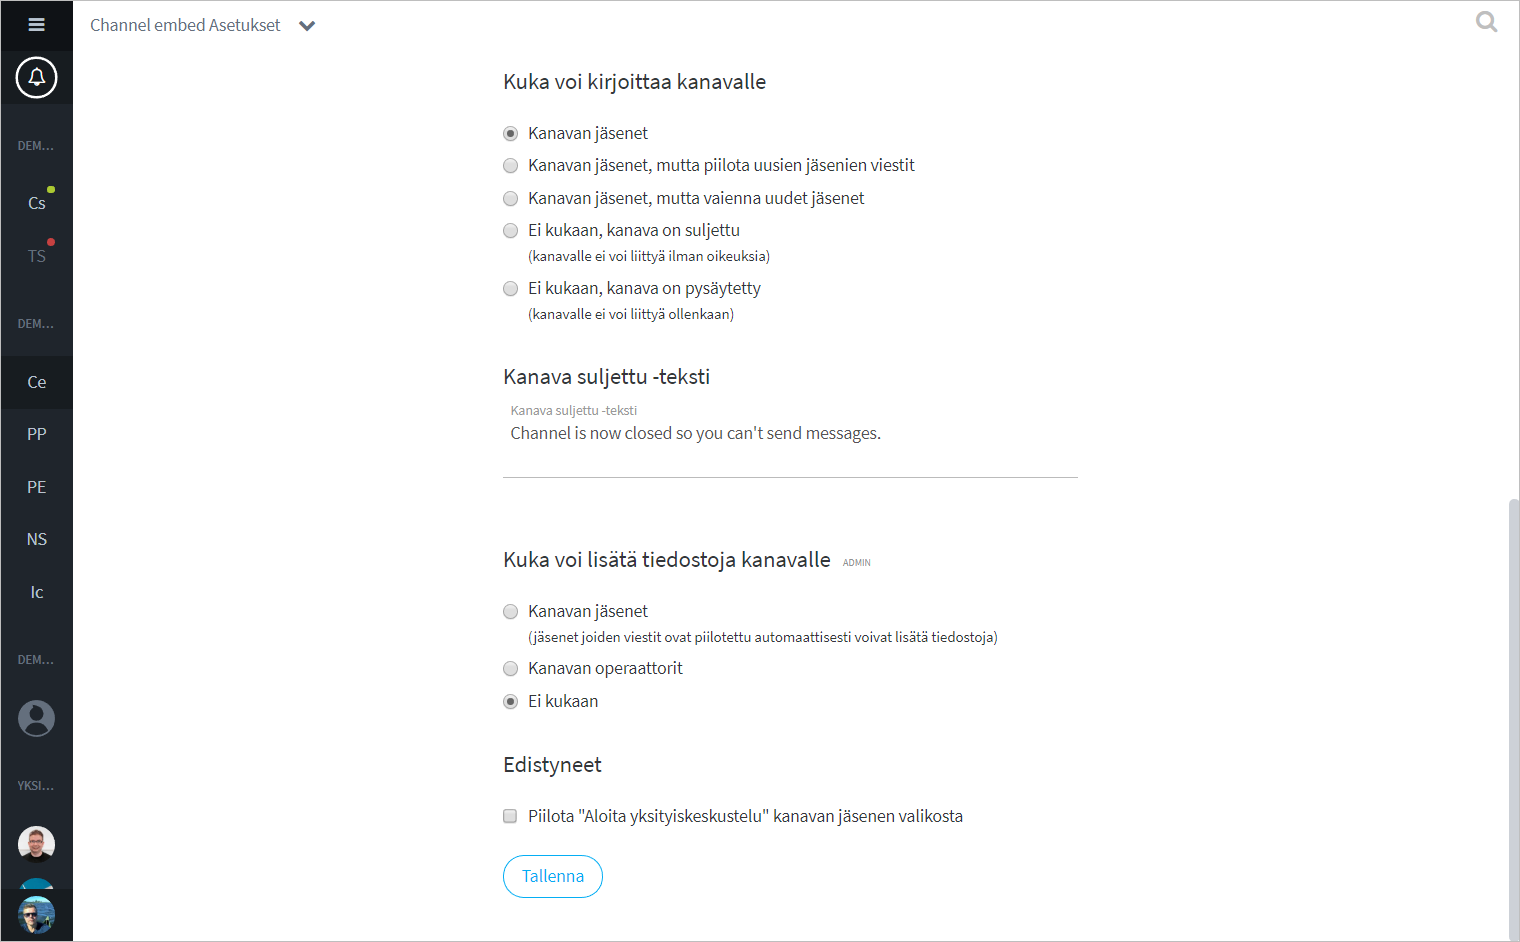 Channel embed Asetukset
DEM...
Cs
TS
DEM...
Ce
PP
PE
NS
Ic
DEM...
YKSI...
Kuka voi kirjoittaa kanavalle
Kanavan jäsenet
Kanavan jäsenet, mutta piilota uusien jäsenien viestit
Kanavan jäsenet, mutta vaienna uudet jäsenet
Ei kukaan, kanava on suljettu
(kanavalle ei voi liittyä ilman oikeuksia)
Ei kukaan, kanava on pysäytetty
(kanavalle ei voi liittyä ollenkaan)
Kanava suljettu -teksti
Kanava suljettu -teksti
Channel is now closed so you can't send messages.
Kuka voi lisätä tiedostoja kanavalle ADMIN
Kanavan jäsenet
(jäsenet joiden viestit ovat piilotettu automaattisesti voivat lisätä tiedostoja)
Kanavan operaattorit
Ei kukaan
Edistyneet
Piilota "Aloita yksityiskeskustelu" kanavan jäsenen valikosta
Tallenna